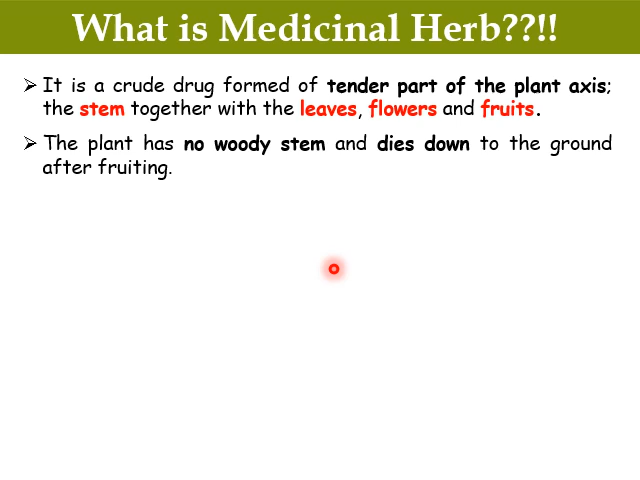 What is Medicinal Herb??!!
➢ It is a crude drug formed of tender part of the plant axis;
the stem together with the leaves, flowers and fruits.
➢ The plant has no woody stem and dies down to the ground
after fruiting.